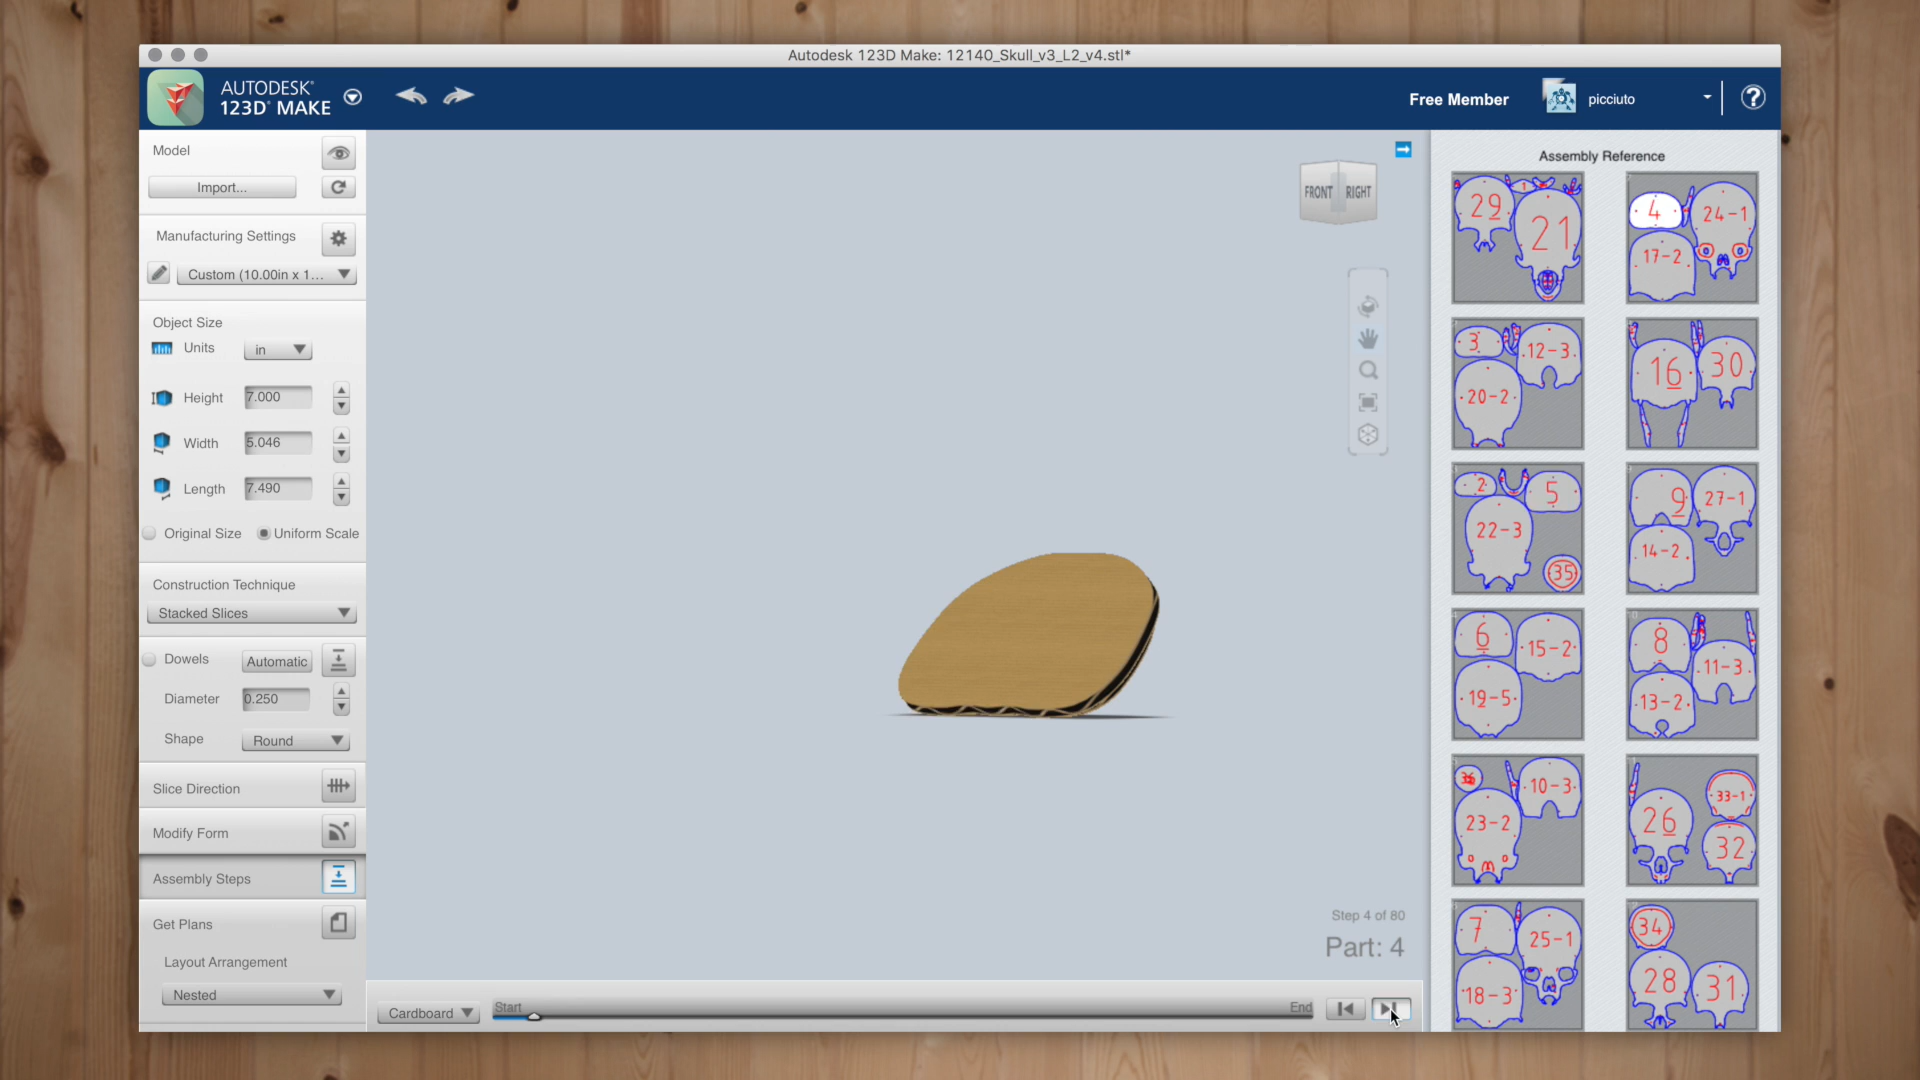 Autodesk 123D Make: 12140_Skull_v3_L2_v4.stl*
AUTODESK®
123D® MAKE
Free Member
picciuto
?
Model
Import...
Manufacturing Settings
Custom (10.00in x 1...
Object Size
Units
in
Height
7.000
Width
5.046
Length
7.490
Original Size
Uniform Scale
Construction Technique
Stacked Slices
Dowels
Automatic
Diameter
0.250
Shape
Round
Slice Direction
Modify Form
Assembly Steps
Get Plans
Layout Arrangement
Nested
FRONT
RIGHT
Step 4 of 80
Part: 4
Cardboard
Start
End
Assembly Reference
29
1
21
4
24-1
17-2
3
12-3
20-2
16
30
2
5
22-3
35
9
27-1
14-2
6
15-2
19-5
8
11-3
13-2
36
10-3
23-2
26
33-1
32
7
25-1
18-3
34
28
31